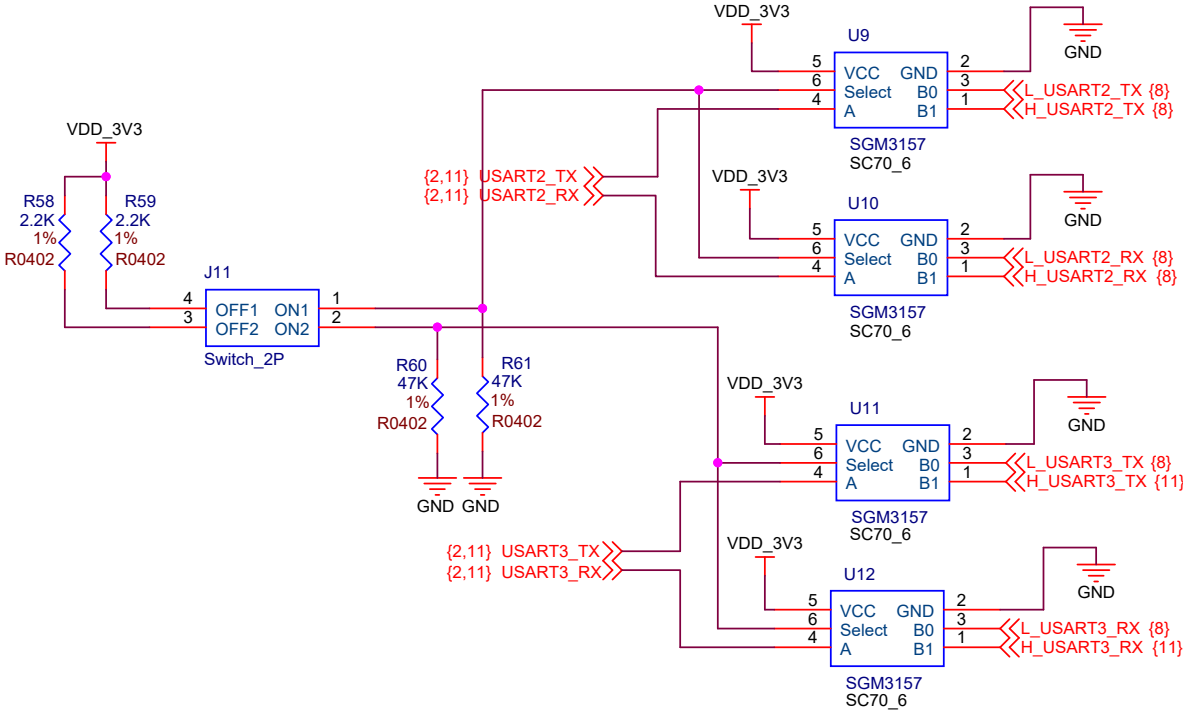 VDD_3V3
R58
2.2K
1%
R0402
R59
2.2K
1%
R0402
J11
4
3
OFF1 ON1
OFF2 ON2
1
2
Switch_2P
R60
47K
1%
R0402
R61
47K
1%
R0402
GND GND
{2,11} USART2_TX
{2,11} USART2_RX
{2,11} USART3_TX
{2,11} USART3_RX
VDD_3V3
U9
5
6
4
VCC GND
Select B0
A B1
2
3
1
GND
L_USART2_TX {8}
H_USART2_TX {8}
SGM3157
SC70_6
VDD_3V3
U10
5
6
4
VCC GND
Select B0
A B1
2
3
1
GND
L_USART2_RX {8}
H_USART2_RX {8}
SGM3157
SC70_6
VDD_3V3
U11
5
6
4
VCC GND
Select B0
A B1
2
3
1
GND
L_USART3_TX {8}
H_USART3_TX {11}
SGM3157
SC70_6
VDD_3V3
U12
5
6
4
VCC GND
Select B0
A B1
2
3
1
GND
L_USART3_RX {8}
H_USART3_RX {11}
SGM3157
SC70_6